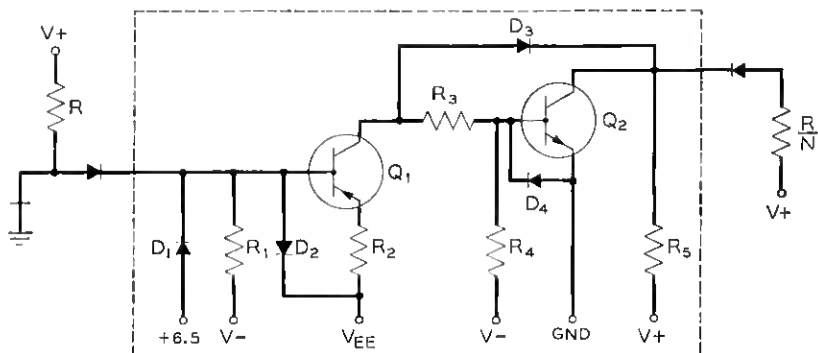 V+
R
D3
R3
Q2
R
N
V+
Q1
D4
D1
R1
D2
R2
R4
R5
+6.5
V-
VEE
V-
GND
V+